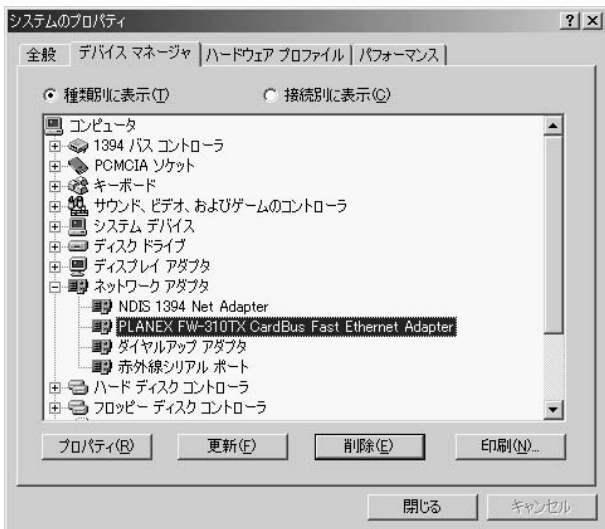 システムのプロパティ
全般 デバイス マネージャ ハードウェア プロファイル パフォーマンス
種類別に表示(T) 接続別に表示(C)
コンピュータ
1394 バス コントローラ
PCMCIA ソケット
キーボード
サウンド、ビデオ、およびゲームのコントローラ
システム デバイス
ディスク ドライブ
ディスプレイ アダプタ
ネットワーク アダプタ
NDIS 1394 Net Adapter
PLANEX FW-310TX CardBus Fast Ethernet Adapter
ダイヤルアップ アダプタ
赤外線シリアル ポート
ハード ディスク コントローラ
フロッピー ディスク コントローラ
プロパティ(R) 更新(F) 削除(E) 印刷(N)...
閉じる キャンセル